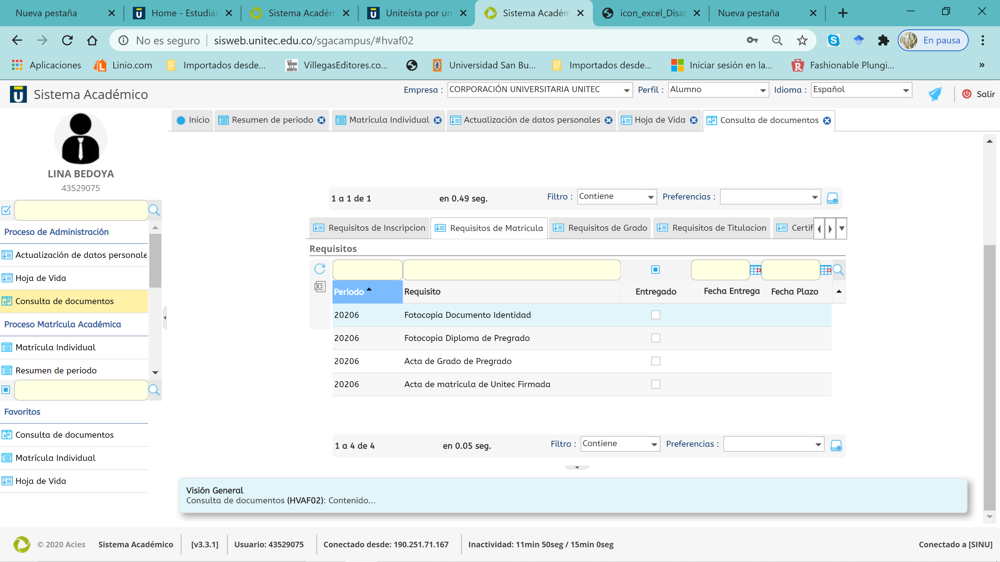 Nueva pestaña
Home - Estudian
Sistema Académ
Uniteísta por un
Sistema Académ
icon_excel_Disab
Nueva pestaña
No es seguro
sisweb.unitec.edu.co/sgacampus/#hvaf02
En pausa
Aplicaciones
Linio.com
Importados desde...
VillegasEditores.co...
Universidad San Bu...
Importados desde...
Iniciar sesión en la...
Fashionable Plungi...
»
Sistema Académico
Empresa : CORPORACIÓN UNIVERSITARIA UNITEC
Perfil : Alumno
Idioma : Español
Salir
LINA BEDOYA
43529075
Proceso de Administración
Actualización de datos personale
Hoja de Vida
Consulta de documentos
Proceso Matrícula Académica
Matrícula Individual
Resumen de periodo
Favoritos
Consulta de documentos
Matrícula Individual
Hoja de Vida
Inicio
Resumen de periodo
Matrícula Individual
Actualización de datos personales
Hoja de Vida
Consulta de documentos
1 a 1 de 1
en 0.49 seg.
Filtro : Contiene
Preferencias :
Requisitos de Inscripcion
Requisitos de Matricula
Requisitos de Grado
Requisitos de Titulacion
Certif
Requisitos
Periodo Requisito Entregado Fecha Entrega Fecha Plazo
20206 Fotocopia Documento Identidad
20206 Fotocopia Diploma de Pregrado
20206 Acta de Grado de Pregrado
20206 Acta de matrícula de Unitec Firmada
1 a 4 de 4
en 0.05 seg.
Filtro : Contiene
Preferencias :
Visión General
Consulta de documentos (HVAF02): Contenido...
© 2020 Acies
Sistema Académico
[v3.3.1]
Usuario: 43529075
Conectado desde: 190.251.71.167
Inactividad: 11min 50seg / 15min 0seg
Conectado a [SINU]